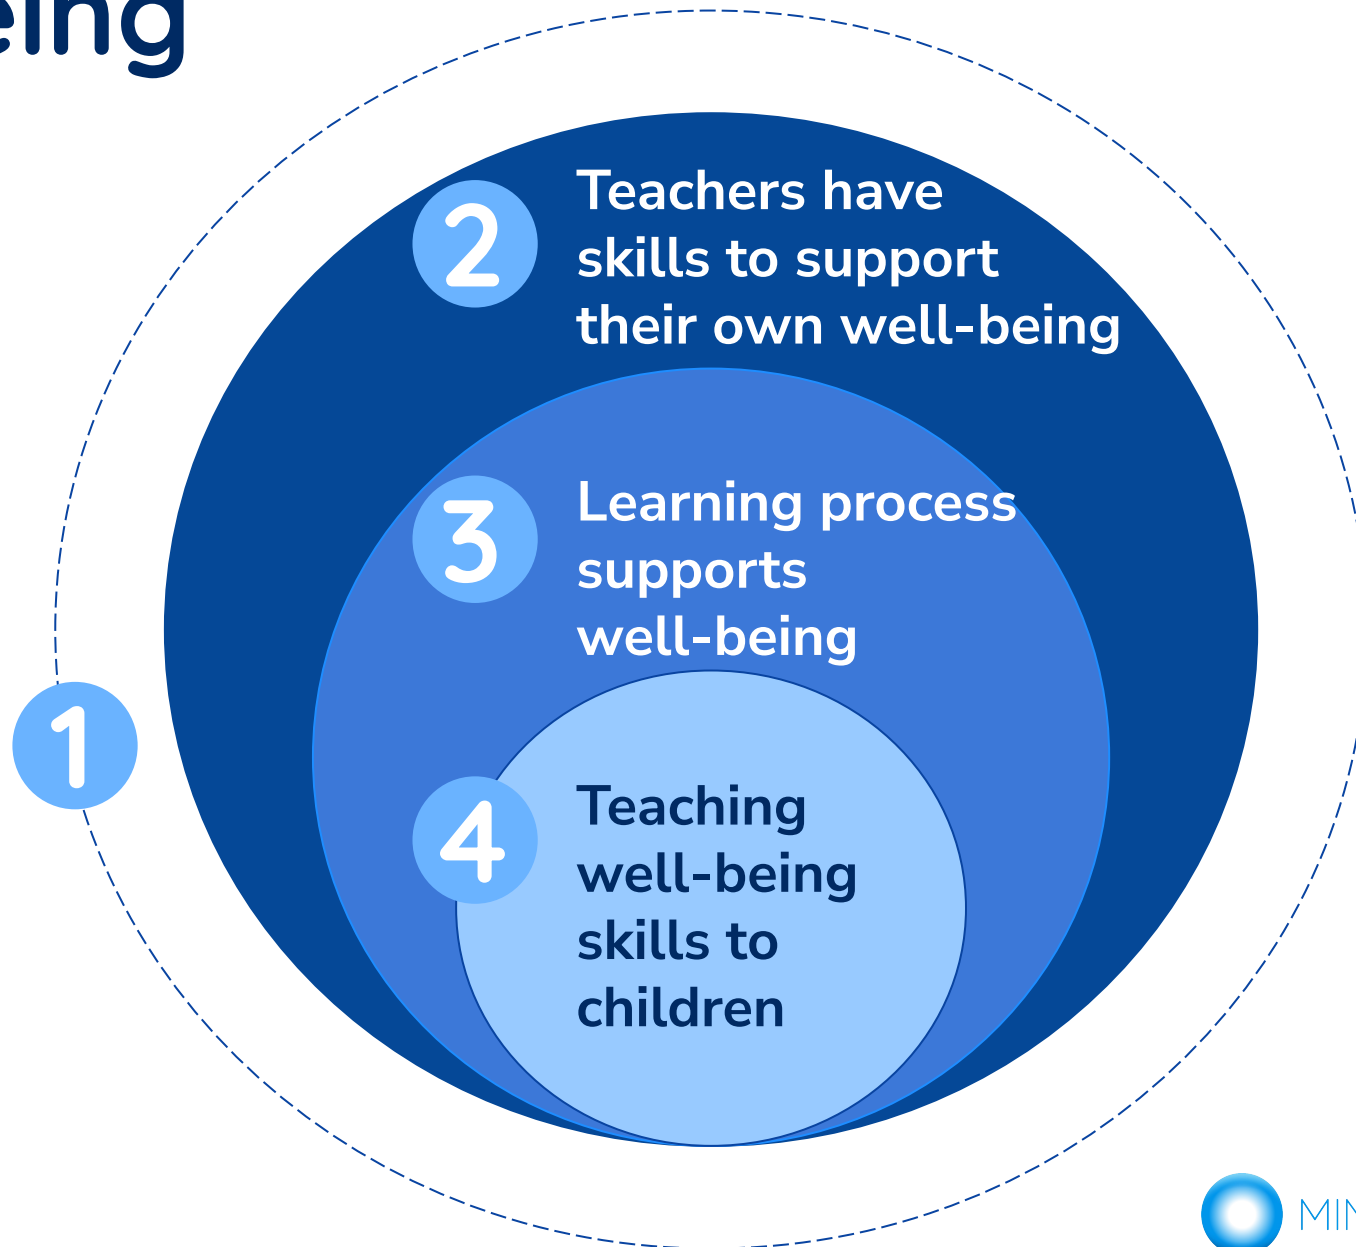 eing
2
Teachers have
skills to support
their own well-being
3
Learning process
supports
well-being
1
4
Teaching
well-being
skills to
children
MIN